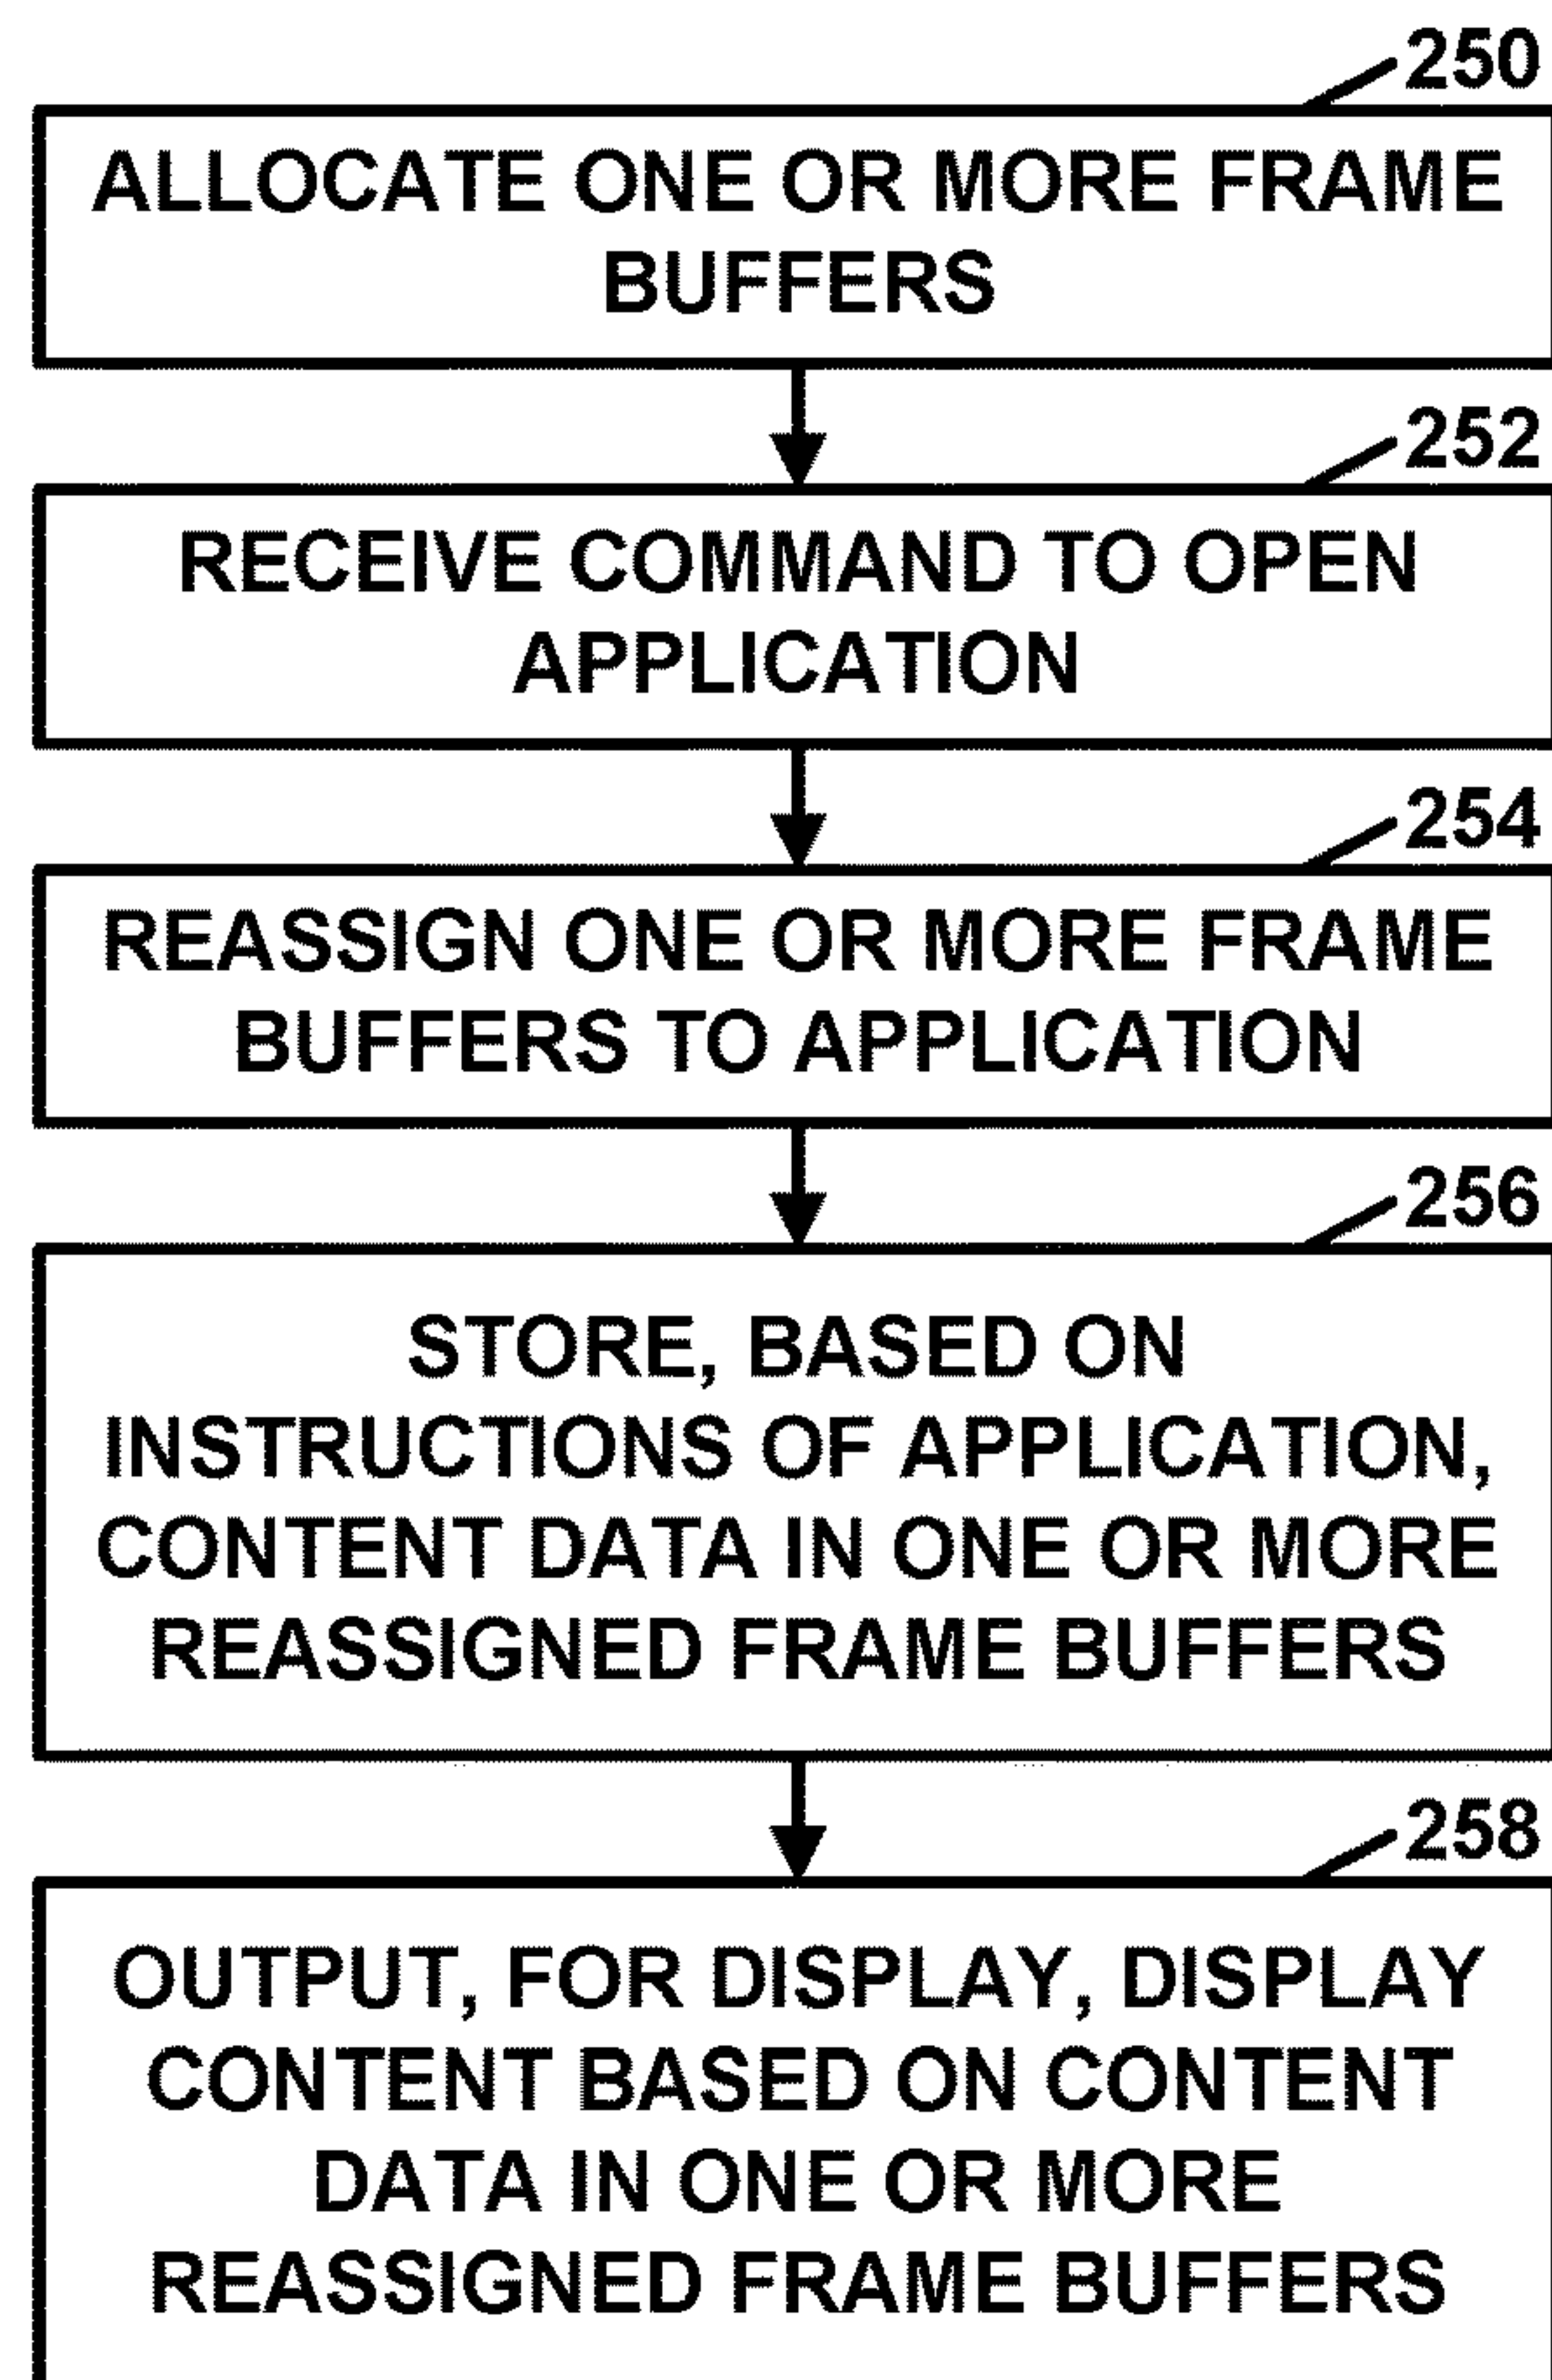 250
ALLOCATE ONE OR MORE FRAME
BUFFERS
252
RECEIVE COMMAND TO OPEN
APPLICATION
254
REASSIGN ONE OR MORE FRAME
BUFFERS TO APPLICATION
256
STORE, BASED ON
INSTRUCTIONS OF APPLICATION,
CONTENT DATA IN ONE OR MORE
REASSIGNED FRAME BUFFERS
258
OUTPUT, FOR DISPLAY, DISPLAY
CONTENT BASED ON CONTENT
DATA IN ONE OR MORE
REASSIGNED FRAME BUFFERS